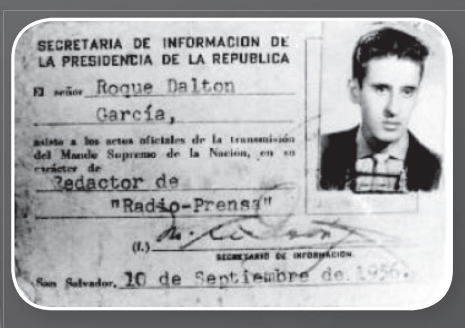 SECRETARIA DE INFORMACION DE
LA PRESIDENCIA DE LA REPUBLICA
El señor Roque Dalton
García,
asiste a los actos oficiales de la transmisión
del Mando Supremo de la Nación, en su
carácter de
Redactor de
"Radio-Prensa"
(f.)
SECRETARIO DE INFORMACION
San Salvador, 10 de Septiembre de 1956.